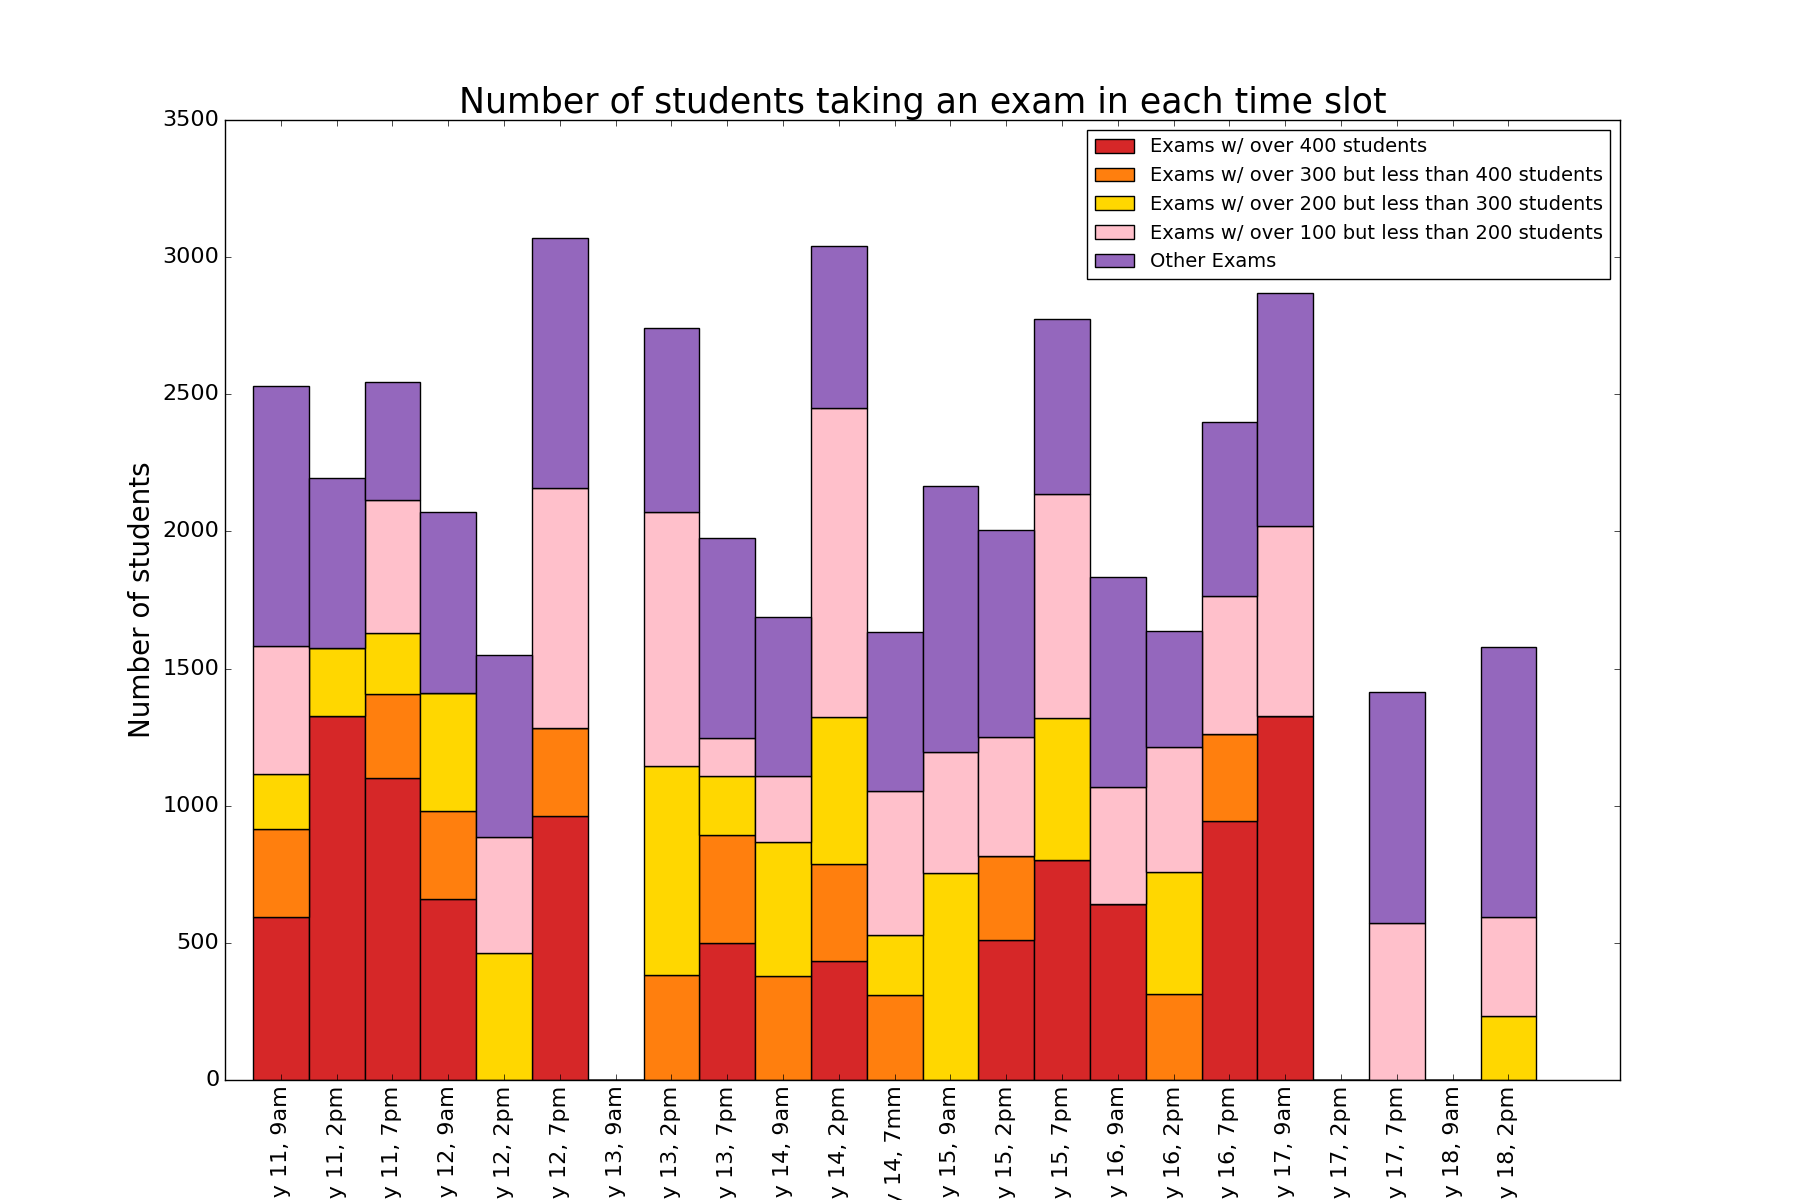 Number of students taking an exam in each time slot
Exams w/ over 400 students
Exams w/ over 300 but less than 400 students
Exams w/ over 200 but less than 300 students
Exams w/ over 100 but less than 200 students
Other Exams
Number of students
3500
3000
2500
2000
1500
1000
500
0
y 11, 9am
y 11, 2pm
y 11, 7pm
y 12, 9am
y 12, 2pm
y 12, 7pm
y 13, 9am
y 13, 2pm
y 13, 7pm
y 14, 9am
y 14, 2pm
y 14, 7mm
y 15, 9am
y 15, 2pm
y 15, 7pm
y 16, 9am
y 16, 2pm
y 16, 7pm
y 17, 9am
y 17, 2pm
y 17, 7pm
y 18, 9am
y 18, 2pm